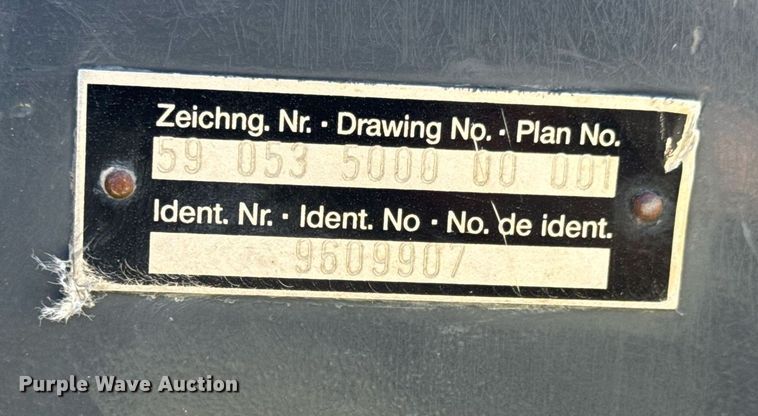 Zeichng. Nr. · Drawing No. · Plan No.
59 053 5000 00 001
Ident. Nr. · Ident. No · No. de ident.
9609907
Purple Wave Auction